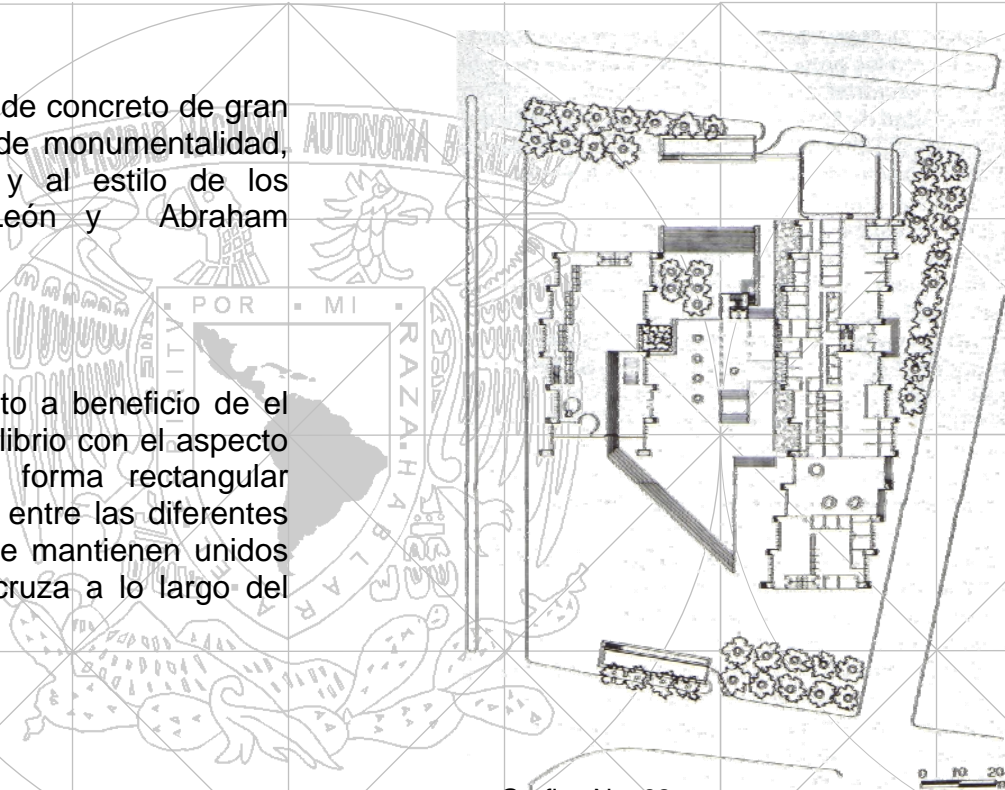 de concreto de gran
de monumentalidad,
y al estilo de los
León y Abraham
to a beneficio de el
librio con el aspecto
forma rectangular
entre las diferentes
e mantienen unidos
cruza a lo largo del
AUTONOMA
POR MI RAZA HABLARA
0 10 20